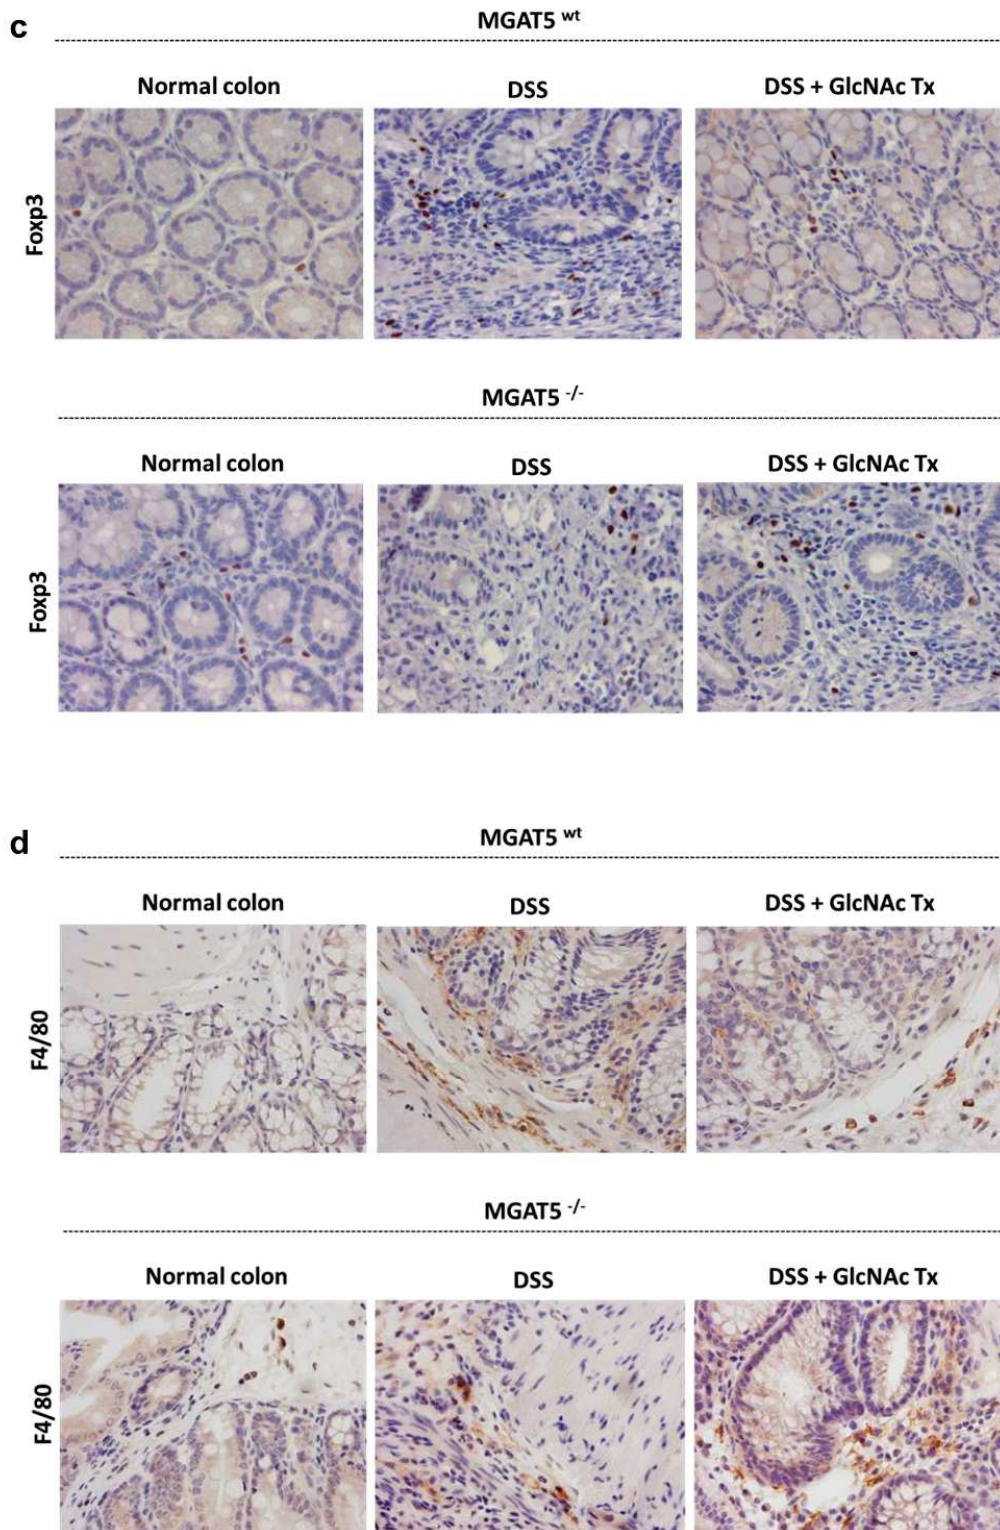 c
MGAT5 wt
Normal colon DSS DSS + GlcNAc Tx
Foxp3
MGAT5 -/-
Normal colon DSS DSS + GlcNAc Tx
Foxp3
d
MGAT5 wt
Normal colon DSS DSS + GlcNAc Tx
F4/80
MGAT5 -/-
Normal colon DSS DSS + GlcNAc Tx
F4/80